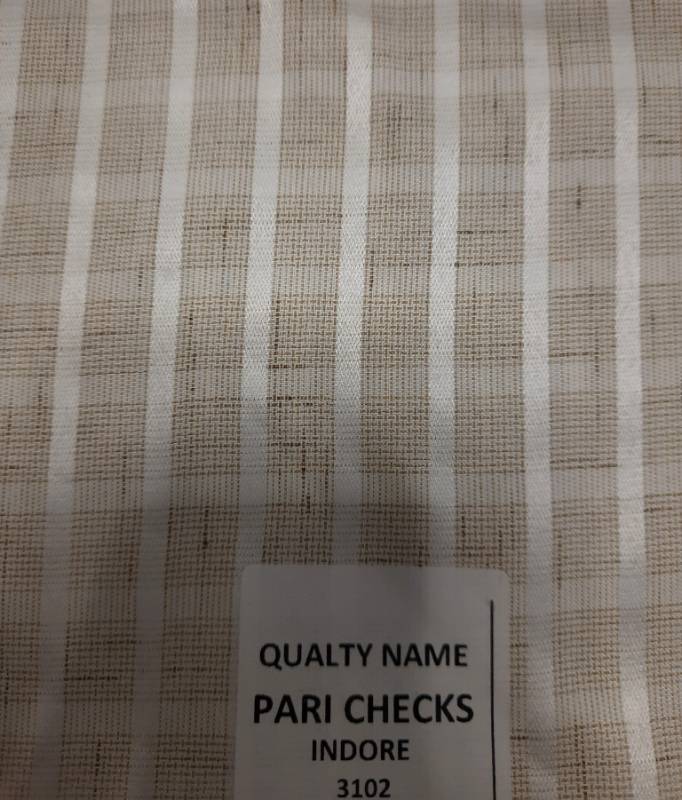 QUALTY NAME
PARI CHECKS
INDORE
3102